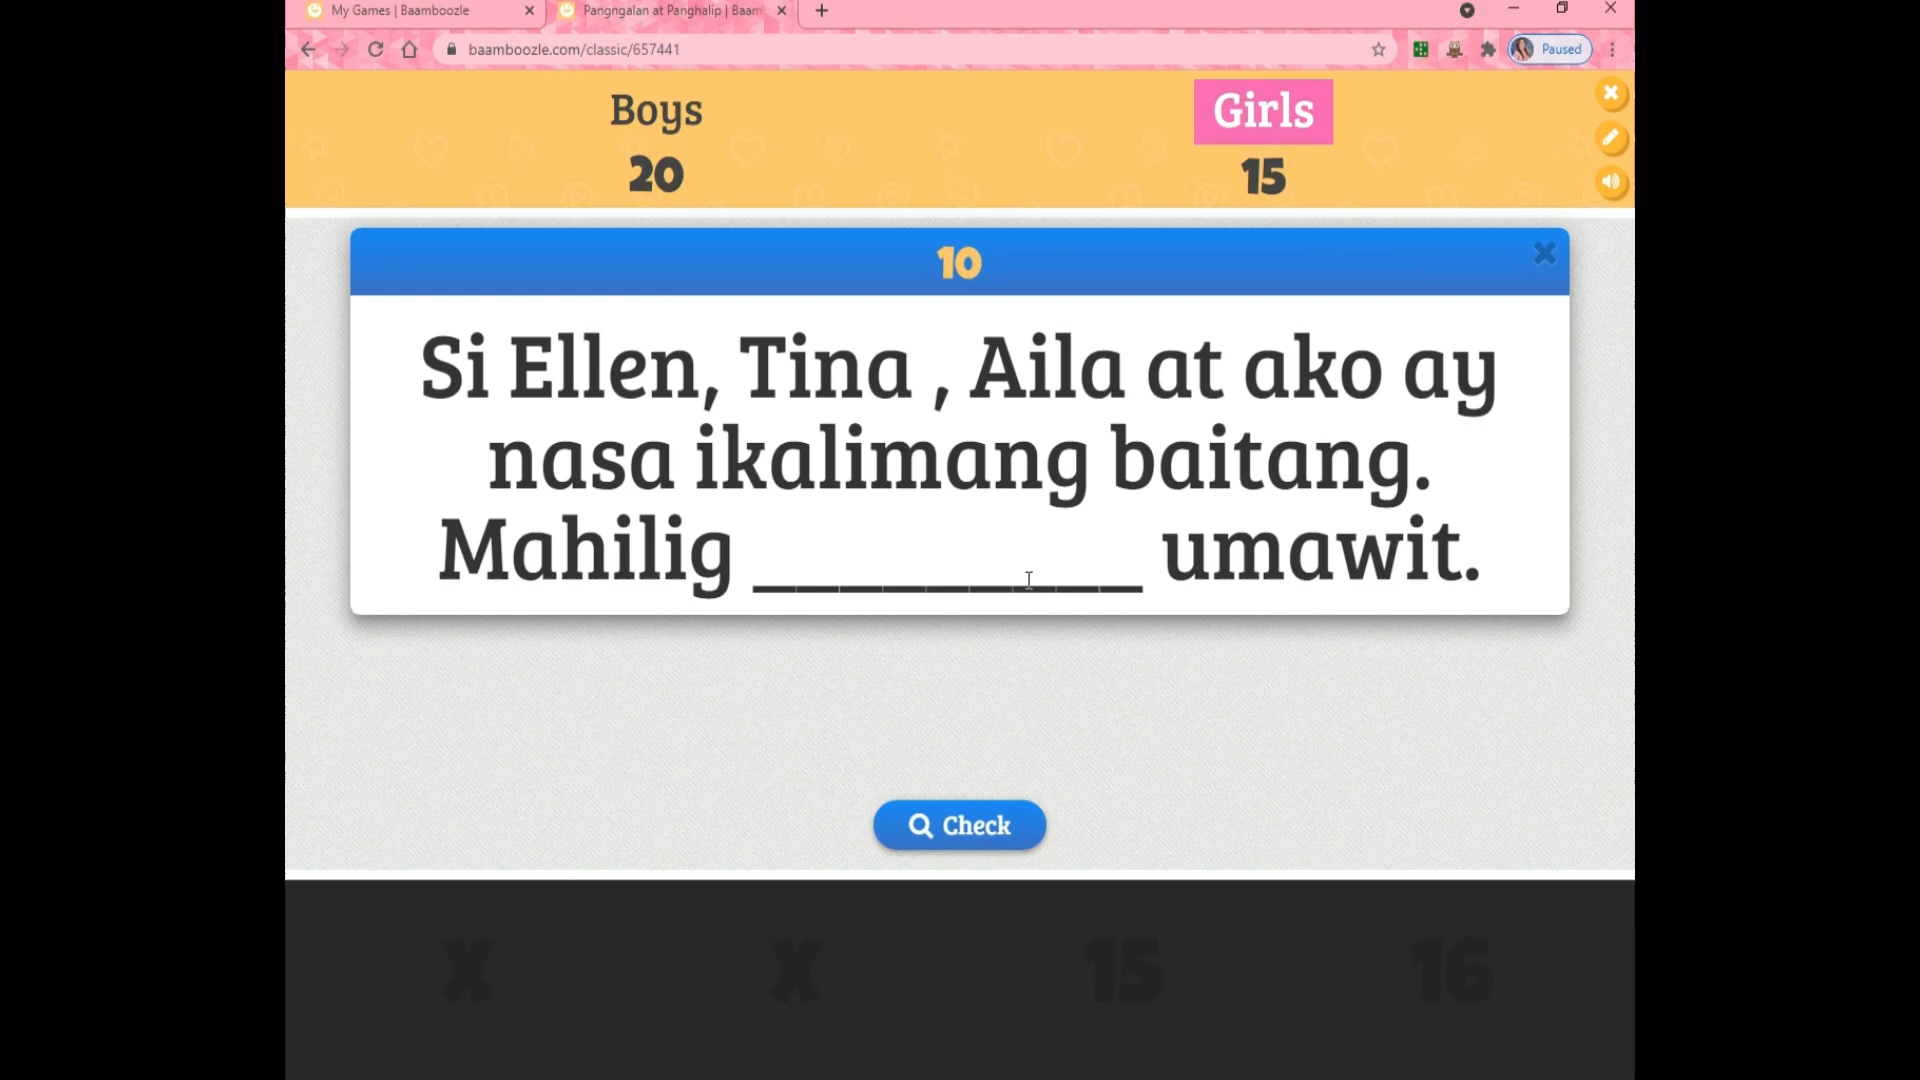 My Games | Baamboozle
Pangngalan at Panghalip | Baam
baamboozle.com/classic/657441
Paused
Boys
Girls
20
15
10
Si Ellen, Tina , Aila at ako ay
nasa ikalimang baitang.
Mahilig _________ umawit.
Check
X X 15 16